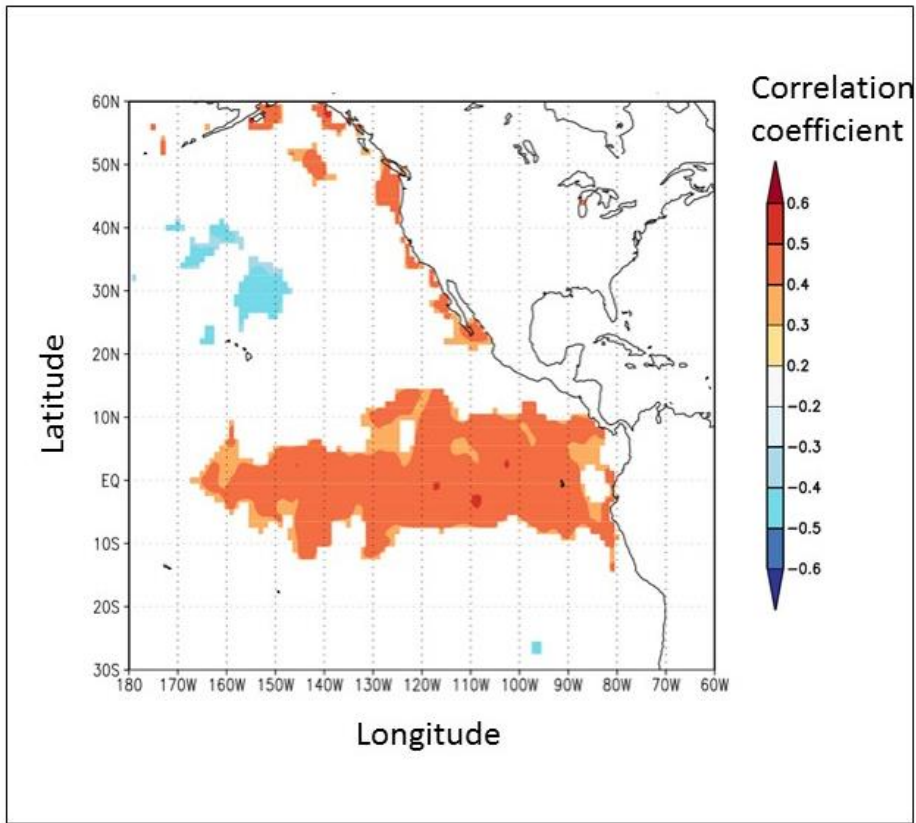 Correlation
coefficient
60N
50N
40N
30N
20N
10N
EQ
10S
20S
30S
180 170W 160W 150W 140W 130W 120W 110W 100W 90W 80W 70W 60W
0.6
0.5
0.4
0.3
0.2
-0.2
-0.3
-0.4
-0.5
-0.6
Latitude
Longitude